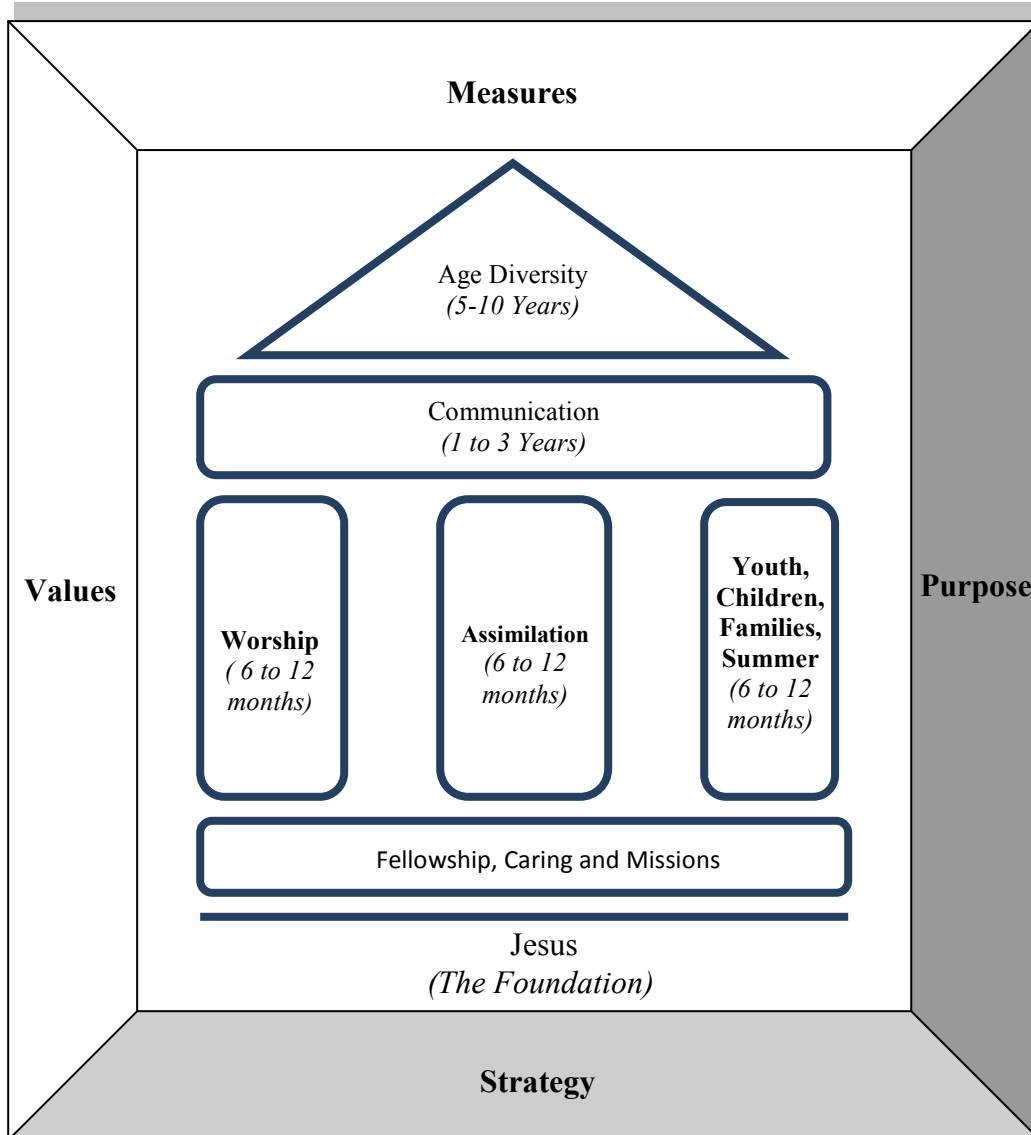 Measures
Age Diversity
(5-10 Years)
Communication
(1 to 3 Years)
Values
Worship
( 6 to 12
months)
Assimilation
(6 to 12
months)
Youth,
Children,
Families,
Summer
(6 to 12
months)
Purpose
Fellowship, Caring and Missions
Jesus
(The Foundation)
Strategy